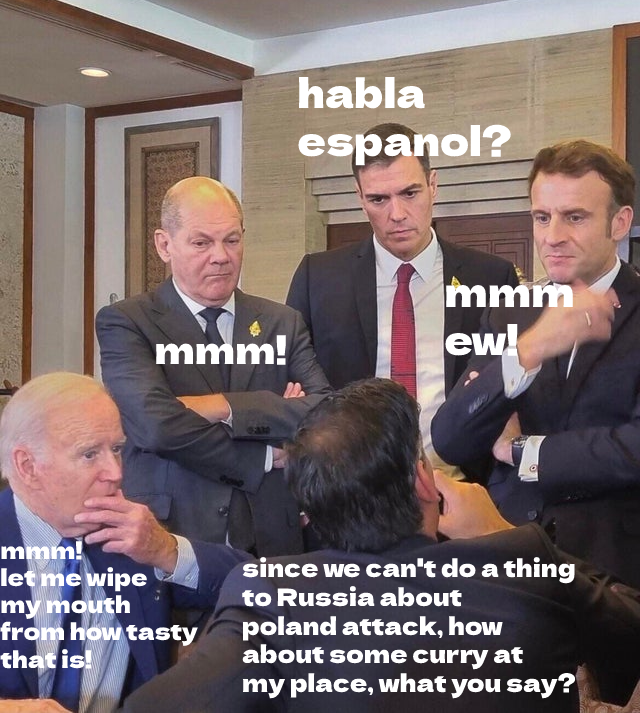 habla
espanol?
mmm
ew!
mmm!
mmm!
let me wipe
my mouth
from how tasty
that is!
since we can't do a thing
to Russia about
poland attack, how
about some curry at
my place, what you say?